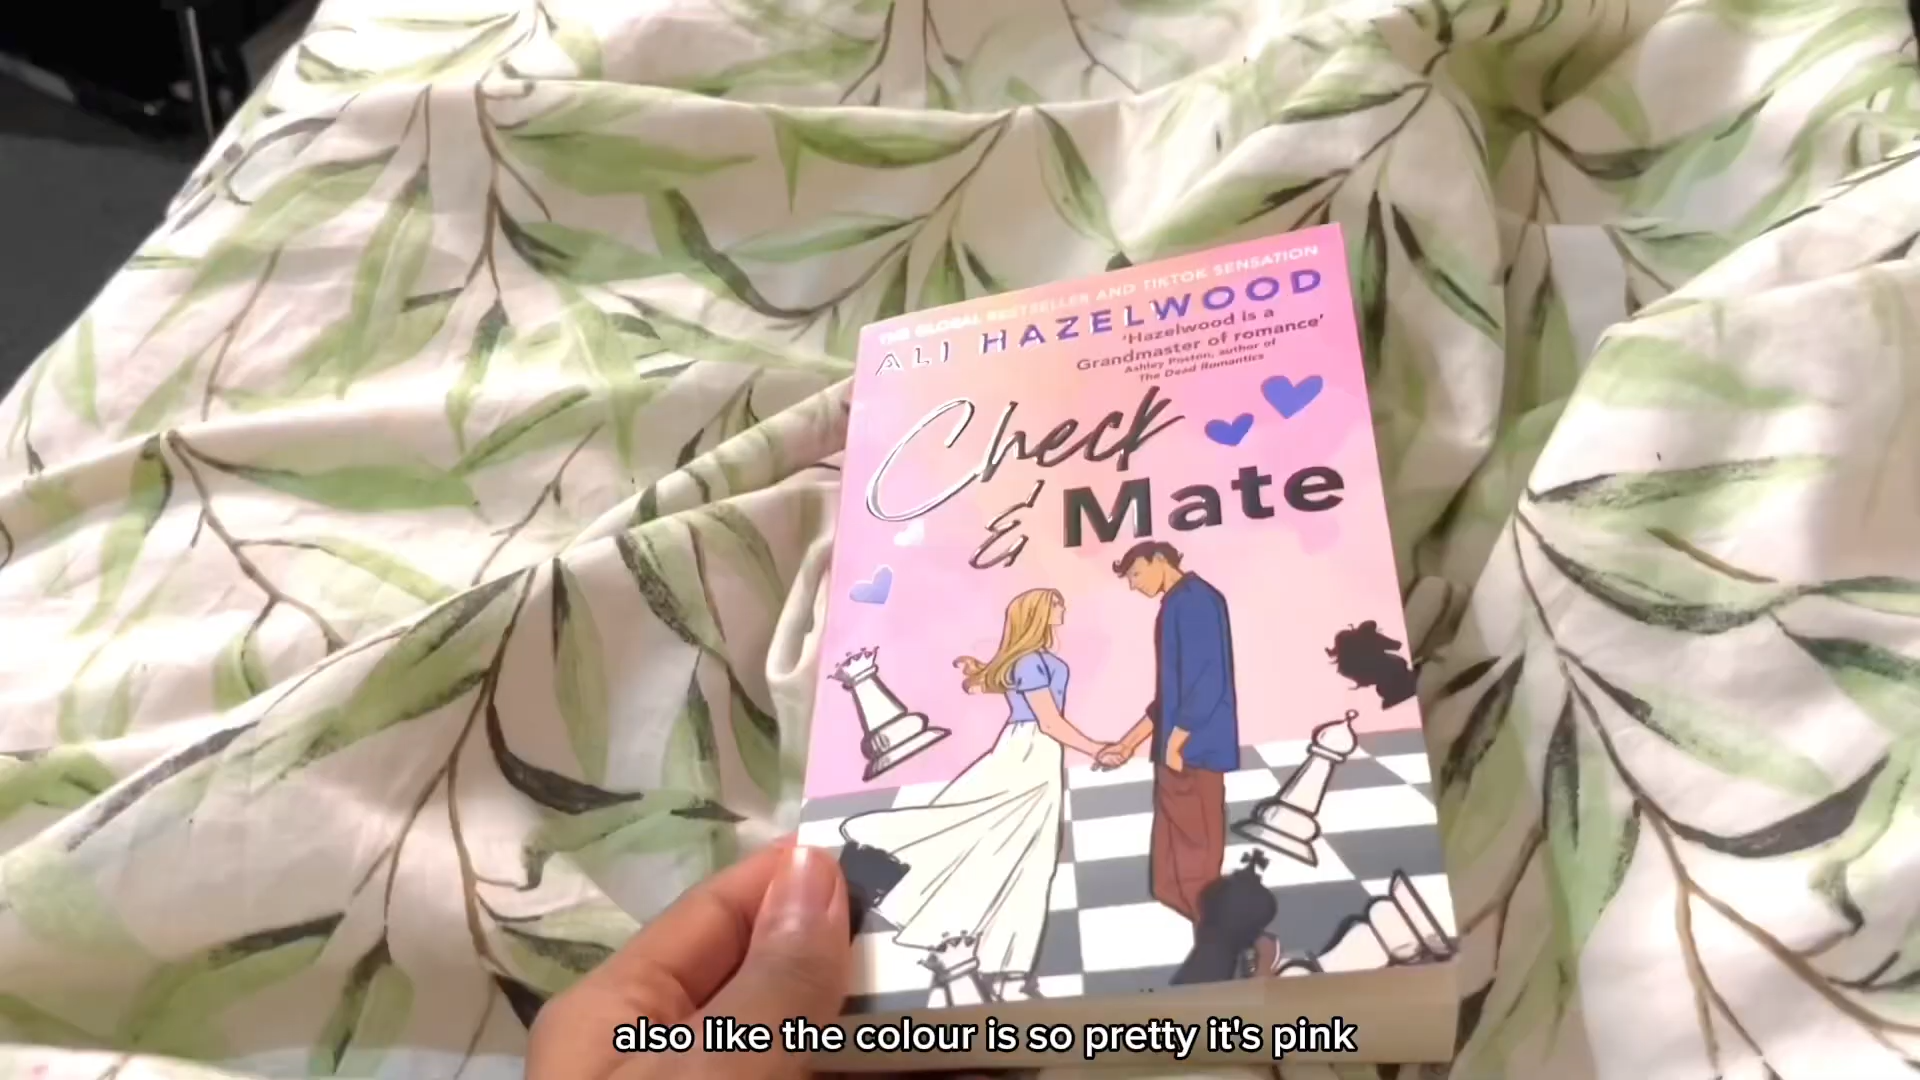 THE GLOBAL BESTSELLER AND TIKTOK SENSATION
ALI HAZELWOOD
'Hazelwood is a
Grandmaster of romance'
Ashley Poston, author of
The Dead Romantics
Check
& Mate
also like the colour is so pretty it's pink